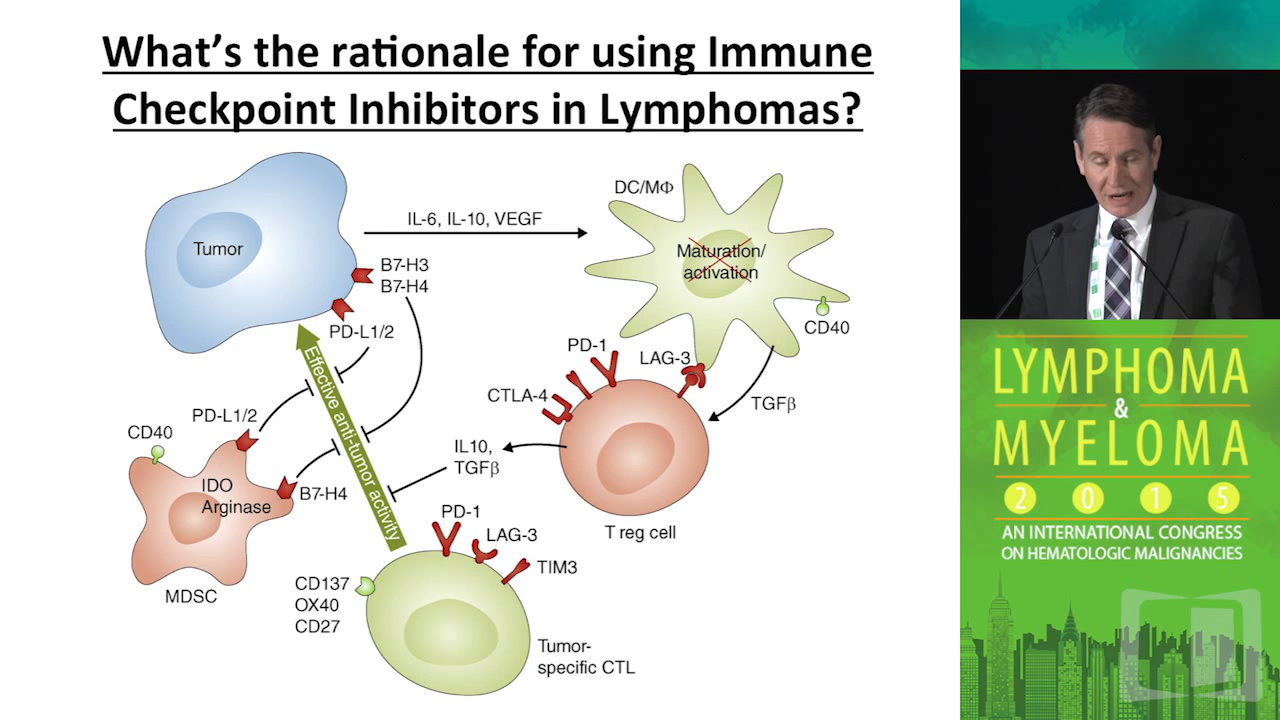 What's the rationale for using Immune
Checkpoint Inhibitors in Lymphomas?
Tumor
IL-6, IL-10, VEGF
DC/MΦ
Maturation/
activation
B7-H3
B7-H4
PD-L1/2
CD40
PD-1
LAG-3
CTLA-4
TGFβ
Effective anti-tumor activity
PD-L1/2
CD40
IDO
Arginase
B7-H4
MDSC
IL10,
TGFβ
T reg cell
PD-1
LAG-3
TIM3
CD137
OX40
CD27
Tumor-
specific CTL
LYMPHOMA
&
MYELOMA
2 0 1 5
AN INTERNATIONAL CONGRESS
ON HEMATOLOGIC MALIGNANCIES